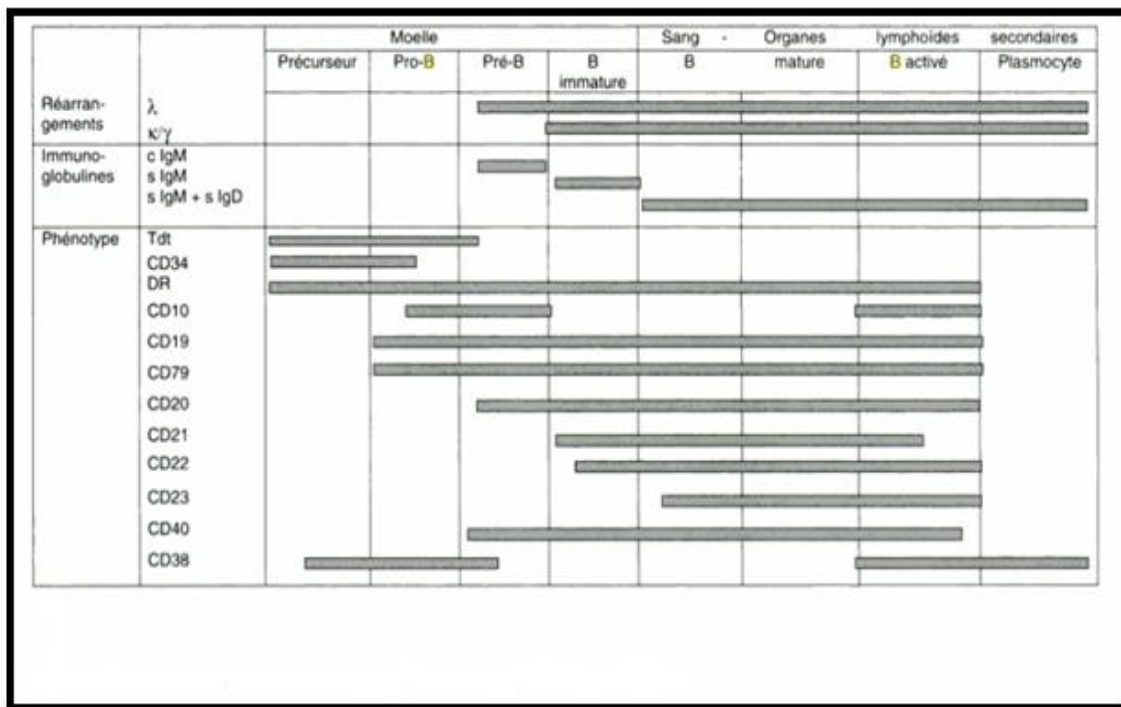 Moelle Sang - Organes lymphoïdes secondaires
Précurseur Pro-B Pré-B B immature B mature B activé Plasmocyte
Réarran-
gements
λ
κ/γ
Immuno-
globulines
c IgM
s IgM
s IgM + s IgD
Phénotype
Tdt
CD34
DR
CD10
CD19
CD79
CD20
CD21
CD22
CD23
CD40
CD38